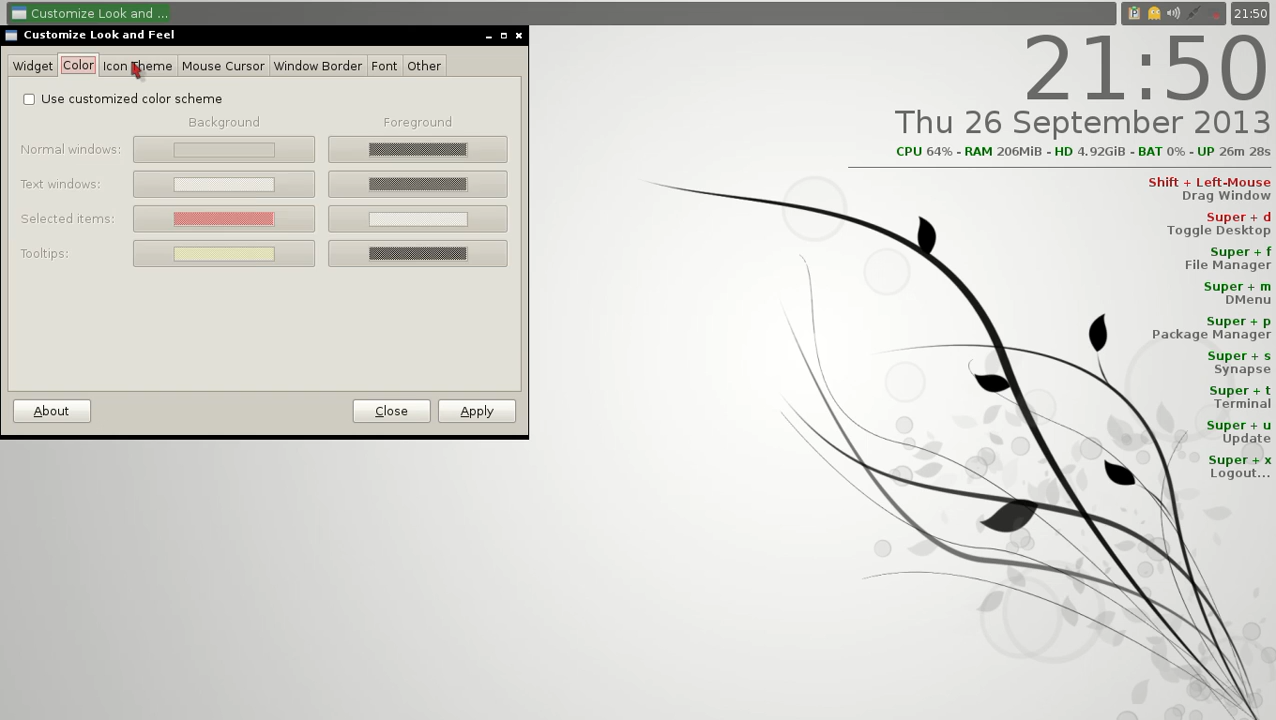 Customize Look and ...
21:50
Customize Look and Feel
Widget Color Icon Theme Mouse Cursor Window Border Font Other
Use customized color scheme
Background Foreground
Normal windows:
Text windows:
Selected items:
Tooltips:
About Close Apply
21:50
Thu 26 September 2013
CPU 64% - RAM 206MiB - HD 4.92GiB - BAT 0% - UP 26m 28s
Shift + Left-Mouse
Drag Window
Super + d
Toggle Desktop
Super + f
File Manager
Super + m
DMenu
Super + p
Package Manager
Super + s
Synapse
Super + t
Terminal
Super + u
Update
Super + x
Logout...